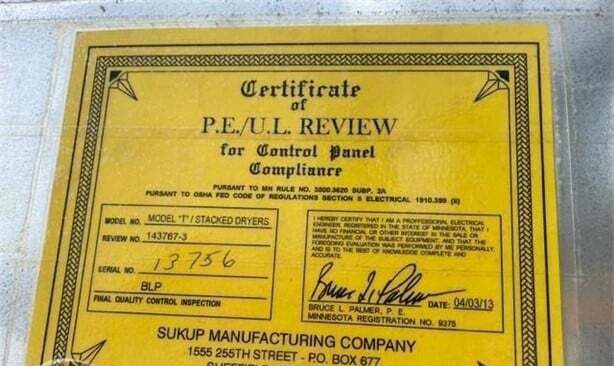 Certificate
of
P.E./U.L. REVIEW
for Control Panel
Compliance
PURSUANT TO MN RULE NO. 3800.3620 SUBP. 2A
PURSUANT TO OSHA FED CODE OF REGULATIONS SECTION S ELECTRICAL 1910.399 (II)
MODEL NO. MODEL "T" / STACKED DRYERS
REVIEW NO. 143767-3
SERIAL NO. 13756
BLP
FINAL QUALITY CONTROL INSPECTION
I HEREBY CERTIFY THAT I AM A PROFESSIONAL ELECTRICAL
ENGINEER REGISTERED IN THE STATE OF MINNESOTA, THAT I
HAVE NO FINANCIAL OR OTHER INTEREST IN THE SALE OR
MANUFACTURE OF THE SUBJECT EQUIPMENT, AND THAT THE
FOREGOING EVALUATION WAS PERFORMED BY ME PERSONALLY,
AND IS TO THE BEST OF KNOWLEDGE COMPLETE AND
ACCURATE.
Bruce L. Palmer
DATE: 04/03/13
BRUCE L. PALMER, P. E.
MINNESOTA REGISTRATION NO. 9375
SUKUP MANUFACTURING COMPANY
1555 255TH STREET - P.O. BOX 677